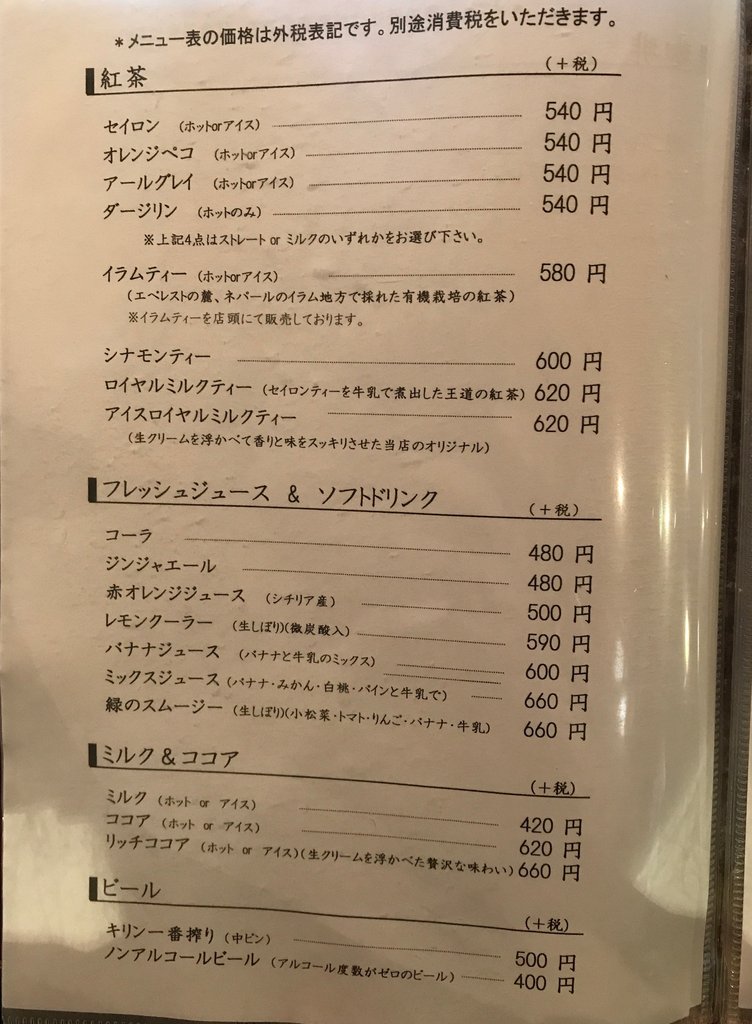 *メニュー表の価格は外税表記です。別途消費税をいただきます。
紅茶 (+税)
セイロン (ホットorアイス) 540 円
オレンジペコ (ホットorアイス) 540 円
アールグレイ (ホットorアイス) 540 円
ダージリン (ホットのみ) 540 円
※上記4点はストレート or ミルクのいずれかをお選び下さい。
イラムティー (ホットorアイス) 580 円
(エベレストの麓、ネパールのイラム地方で採れた有機栽培の紅茶)
※イラムティーを店頭にて販売しております。
シナモンティー 600 円
ロイヤルミルクティー (セイロンティーを牛乳で煮出した王道の紅茶) 620 円
アイスロイヤルミルクティー 620 円
(生クリームを浮かべて香りと味をスッキリさせた当店のオリジナル)
フレッシュジュース & ソフトドリンク (+税)
コーラ 480 円
ジンジャエール 480 円
赤オレンジジュース (シチリア産) 500 円
レモンクーラー (生しぼり)(微炭酸入) 590 円
バナナジュース (バナナと牛乳のミックス) 600 円
ミックスジュース (バナナ・みかん・白桃・パインと牛乳で) 660 円
緑のスムージー (生しぼり)(小松菜・トマト・りんご・バナナ・牛乳) 660 円
ミルク&ココア (+税)
ミルク (ホット or アイス) 420 円
ココア (ホット or アイス) 620 円
リッチココア (ホット or アイス)(生クリームを浮かべた贅沢な味わい) 660 円
ビール (+税)
キリン一番搾り (中ビン) 500 円
ノンアルコールビール (アルコール度数がゼロのビール) 400 円